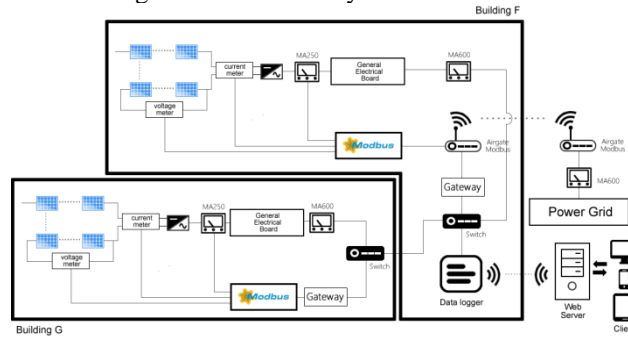 Building F
current
meter
MA250
General
Electrical
Board
MA600
voltage
meter
Modbus
Airgate
Modbus
Airgate
Modbus
MA600
Gateway
Power Grid
Switch
Data logger
Web
Server
MA250
MA600
current
meter
General
Electrical
Board
voltage
meter
Switch
Modbus
Gateway
Building G